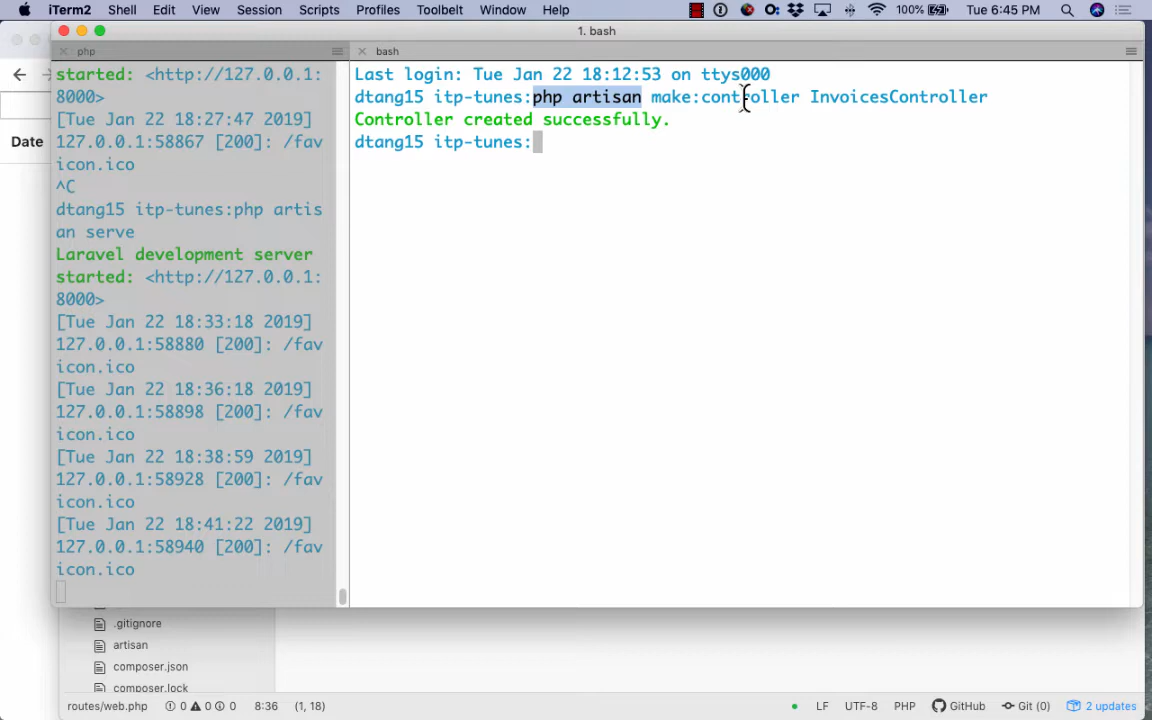 iTerm2 Shell Edit View Session Scripts Profiles Toolbelt Window Help 100% Tue 6:45 PM
1. bash
php
bash
started: <http://127.0.0.1:
8000>
[Tue Jan 22 18:27:47 2019]
127.0.0.1:58867 [200]: /fav
icon.ico
^C
dtang15 itp-tunes:php artis
an serve
Laravel development server
started: <http://127.0.0.1:
8000>
[Tue Jan 22 18:33:18 2019]
127.0.0.1:58880 [200]: /fav
icon.ico
[Tue Jan 22 18:36:18 2019]
127.0.0.1:58898 [200]: /fav
icon.ico
[Tue Jan 22 18:38:59 2019]
127.0.0.1:58928 [200]: /fav
icon.ico
[Tue Jan 22 18:41:22 2019]
127.0.0.1:58940 [200]: /fav
icon.ico
Last login: Tue Jan 22 18:12:53 on ttys000
dtang15 itp-tunes:php artisan make:controller InvoicesController
Controller created successfully.
dtang15 itp-tunes:
Date
.gitignore
artisan
composer.json
composer.lock
routes/web.php 0 0 0 8:36 (1, 18) LF UTF-8 PHP GitHub Git (0) 2 updates